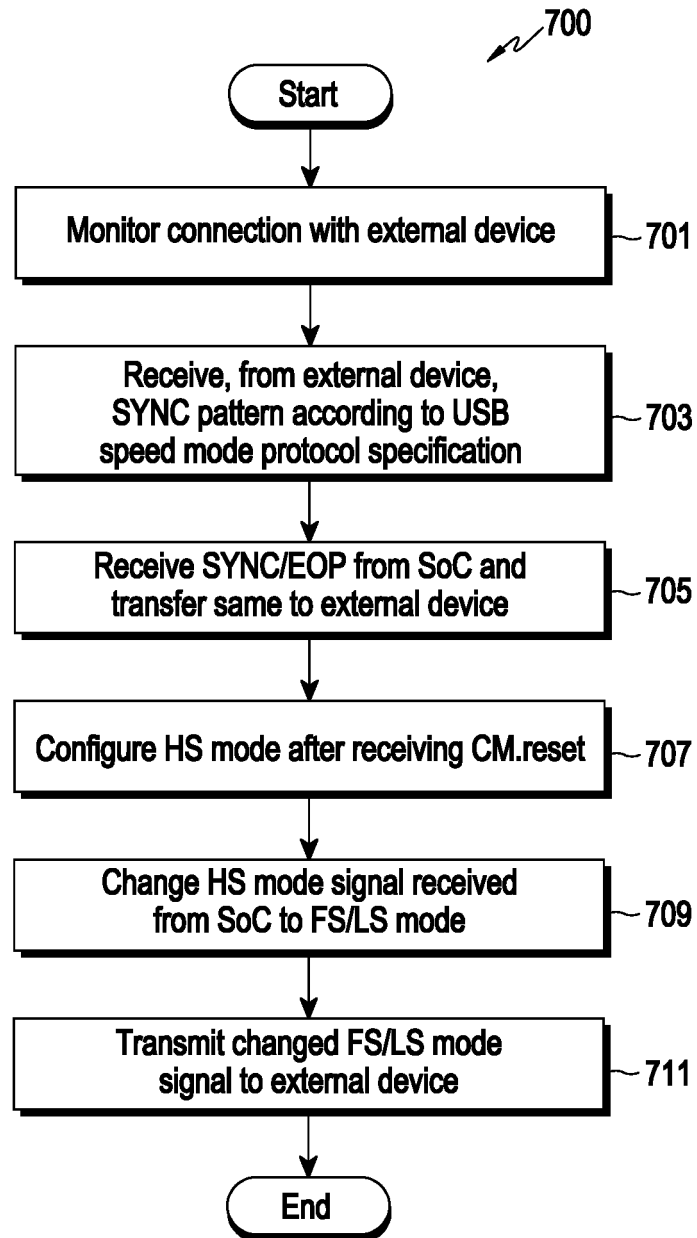 700
Start
Monitor connection with external device
701
Receive, from external device,
SYNC pattern according to USB
speed mode protocol specification
703
Receive SYNC/EOP from SoC and
transfer same to external device
705
Configure HS mode after receiving CM.reset
707
Change HS mode signal received
from SoC to FS/LS mode
709
Transmit changed FS/LS mode
signal to external device
711
End